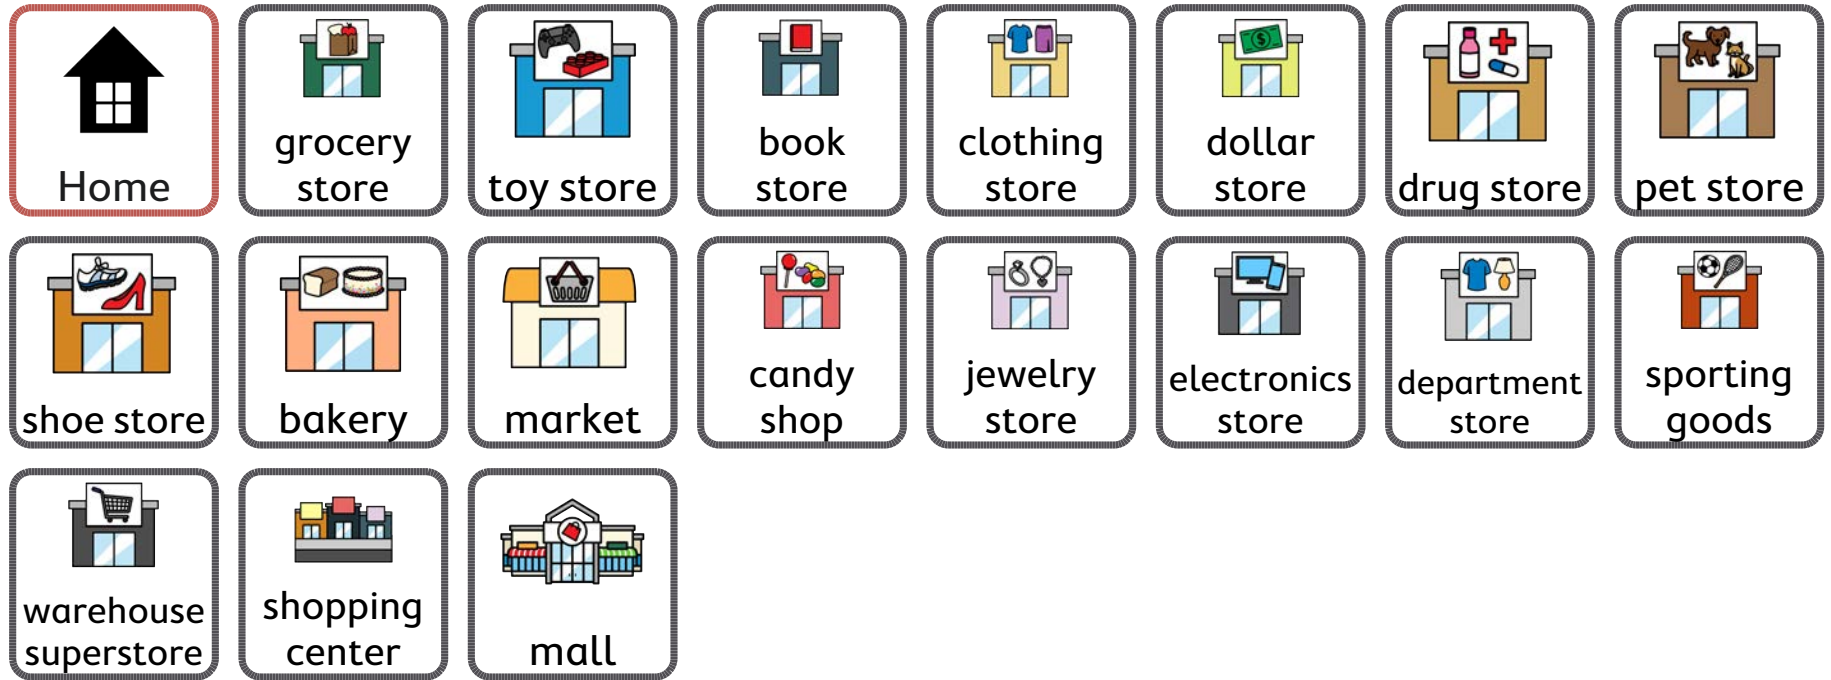 Home
grocery
store
toy store
book
store
clothing
store
dollar
store
drug store
pet store
shoe store
bakery
market
candy
shop
jewelry
store
electronics
store
department
store
sporting
goods
warehouse
superstore
shopping
center
mall